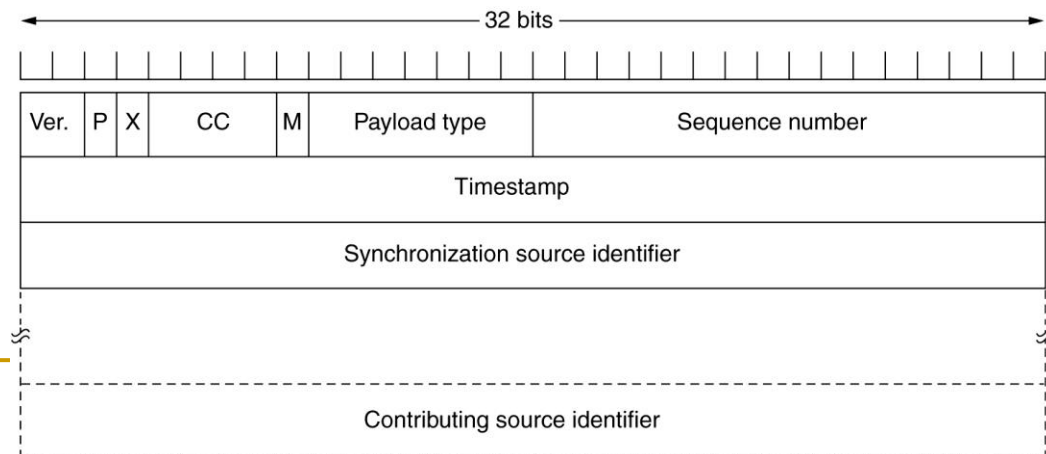 32 bits
Ver. P X CC M Payload type Sequence number
Timestamp
Synchronization source identifier
Contributing source identifier